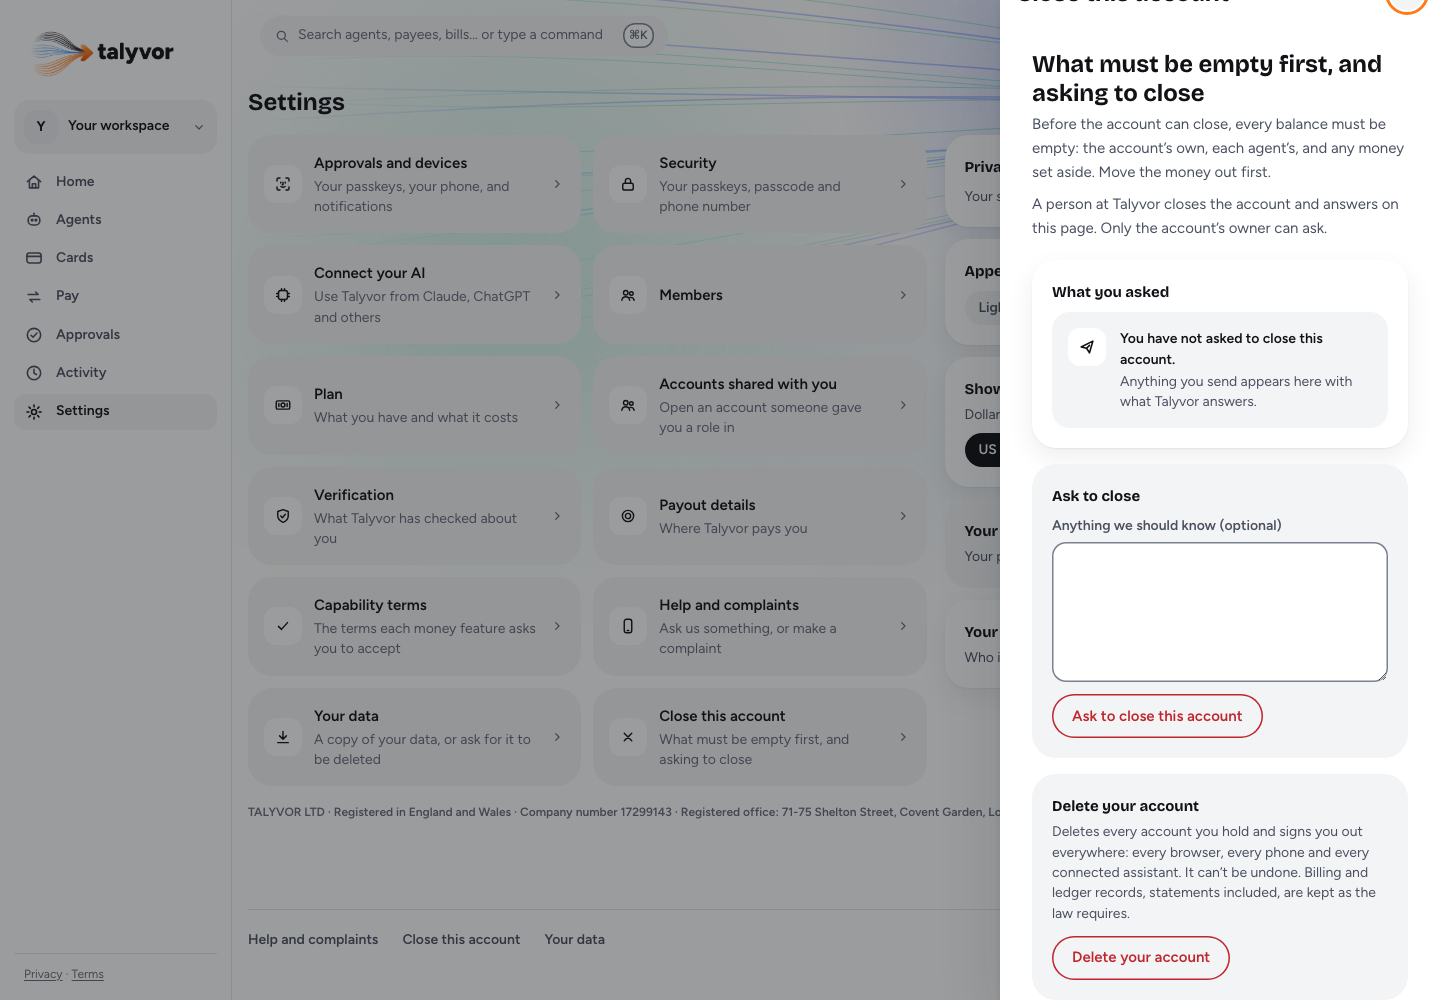 talyvor
Y
Your workspace
Home
Agents
Cards
Pay
Approvals
Activity
Settings
Privacy · Terms
Search agents, payees, bills... or type a command
⌘K
Settings
Approvals and devices
Your passkeys, your phone, and
notifications
Security
Your passkeys, passcode and
phone number
Connect your AI
Use Talyvor from Claude, ChatGPT
and others
Members
Plan
What you have and what it costs
Accounts shared with you
Open an account someone gave
you a role in
Verification
What Talyvor has checked about
you
Payout details
Where Talyvor pays you
Capability terms
The terms each money feature asks
you to accept
Help and complaints
Ask us something, or make a
complaint
Your data
A copy of your data, or ask for it to
be deleted
Close this account
What must be empty first, and
asking to close
TALYVOR LTD · Registered in England and Wales · Company number 17299143 · Registered office: 71-75 Shelton Street, Covent Garden, Lo
Help and complaints
Close this account
Your data
Your
US
Your
Your
Your
Who
Close this account
What must be empty first, and
asking to close
Before the account can close, every balance must be
empty: the account's own, each agent's, and any money
set aside. Move the money out first.
A person at Talyvor closes the account and answers on
this page. Only the account's owner can ask.
What you asked
You have not asked to close this
account.
Anything you send appears here with
what Talyvor answers.
Ask to close
Anything we should know (optional)
Ask to close this account
Delete your account
Deletes every account you hold and signs you out
everywhere: every browser, every phone and every
connected assistant. It can't be undone. Billing and
ledger records, statements included, are kept as the
law requires.
Delete your account